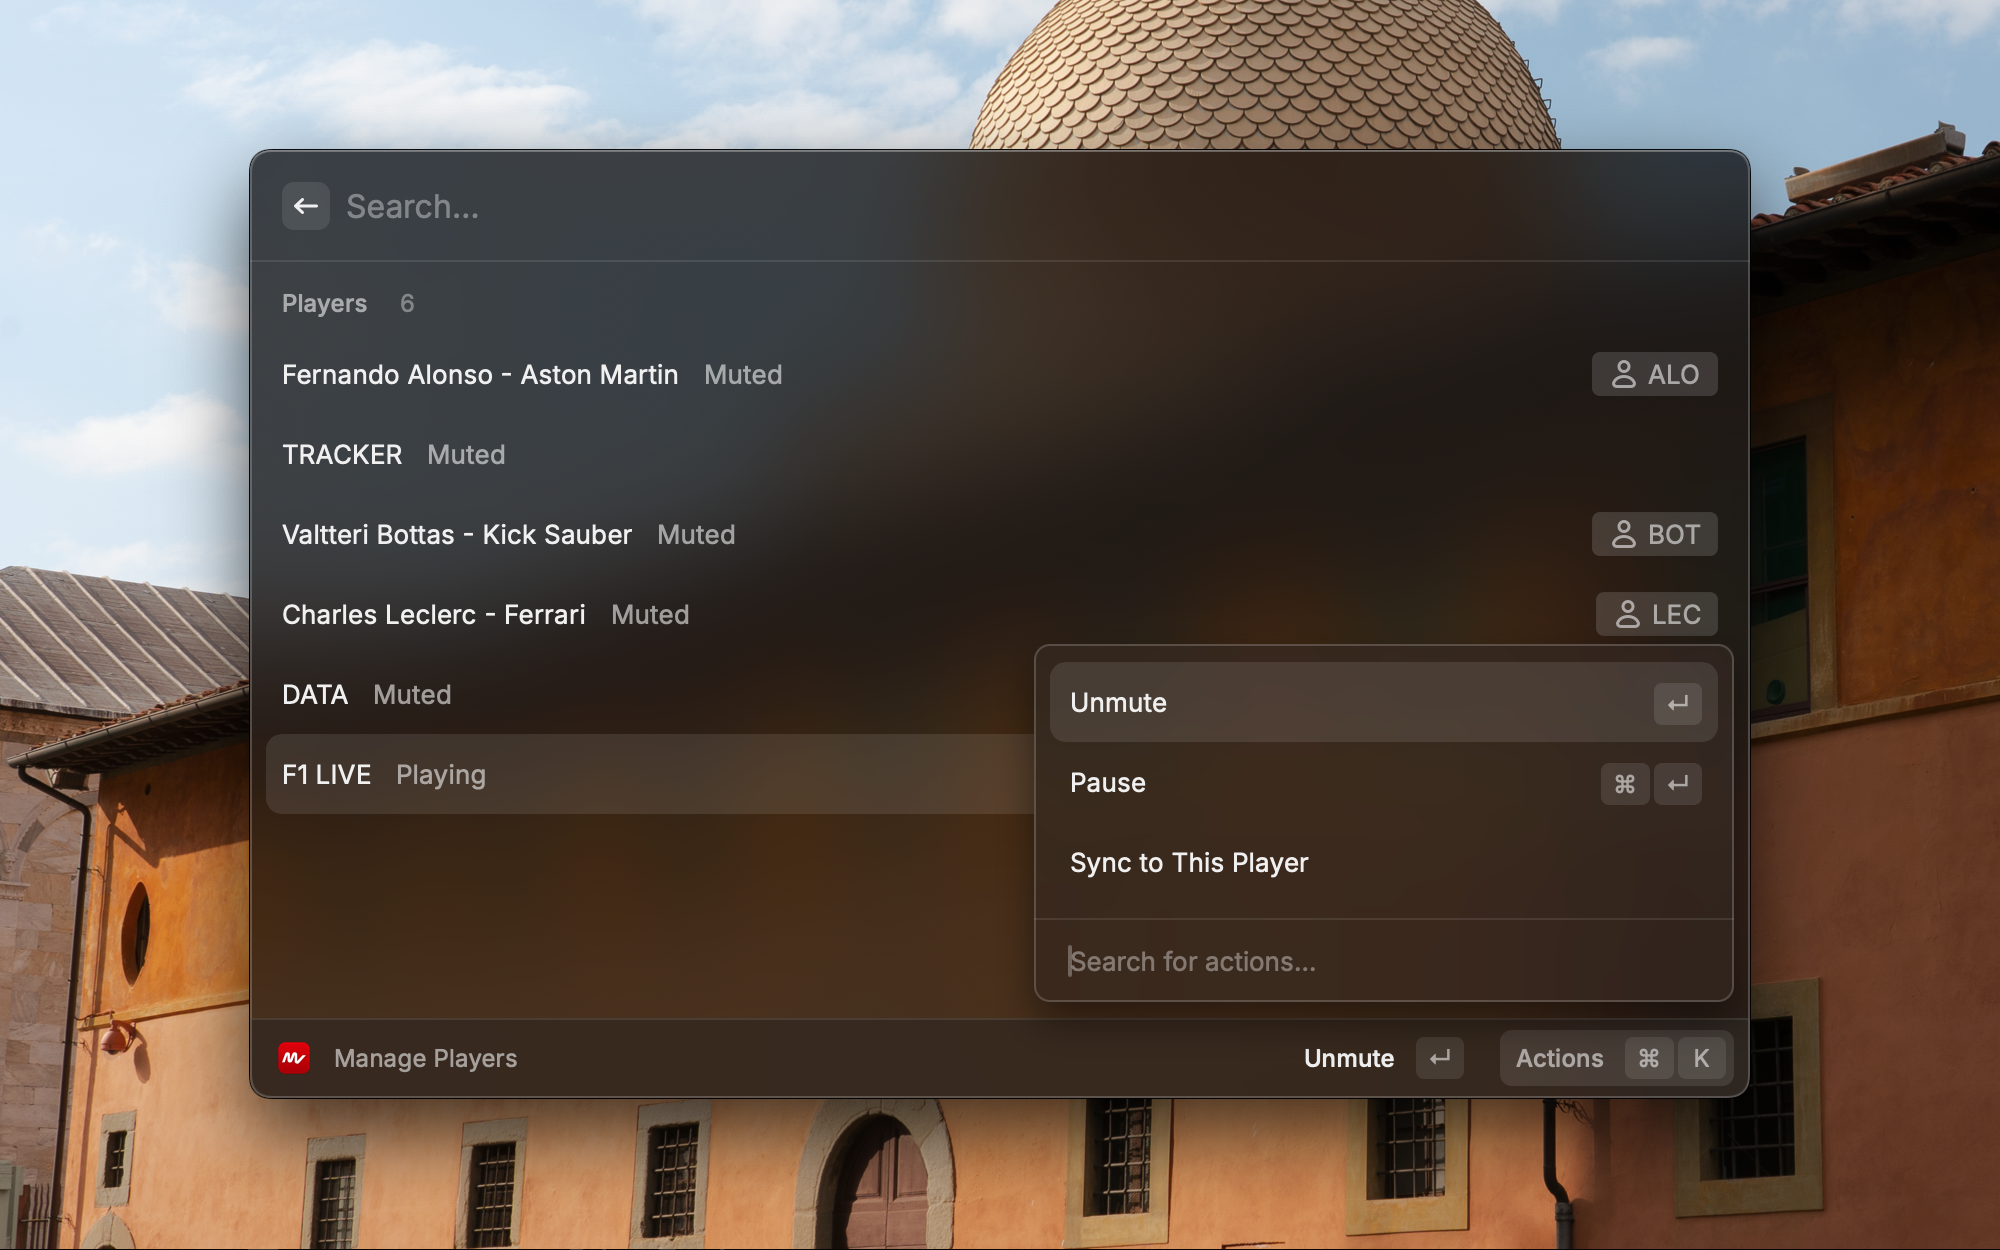 Search...
Players 6
Fernando Alonso - Aston Martin Muted ALO
TRACKER Muted
Valtteri Bottas - Kick Sauber Muted BOT
Charles Leclerc - Ferrari Muted LEC
DATA Muted
F1 LIVE Playing
Unmute ↵
Pause ⌘ ↵
Sync to This Player
Search for actions...
Manage Players Unmute ↵ Actions ⌘ K